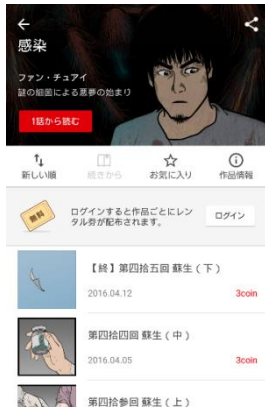 感染
ファン・チュアイ
謎の細菌による悪夢の始まり
1話から読む
新しい順
続きから
お気に入り
作品情報
無料
ログインすると作品ごとにレン
タル券が配布されます。
ログイン
【終】第四拾五回 蘇生(下)
2016.04.12
3coin
第四拾四回 蘇生(中)
2016.04.05
3coin
第四拾参回 蘇生(上)